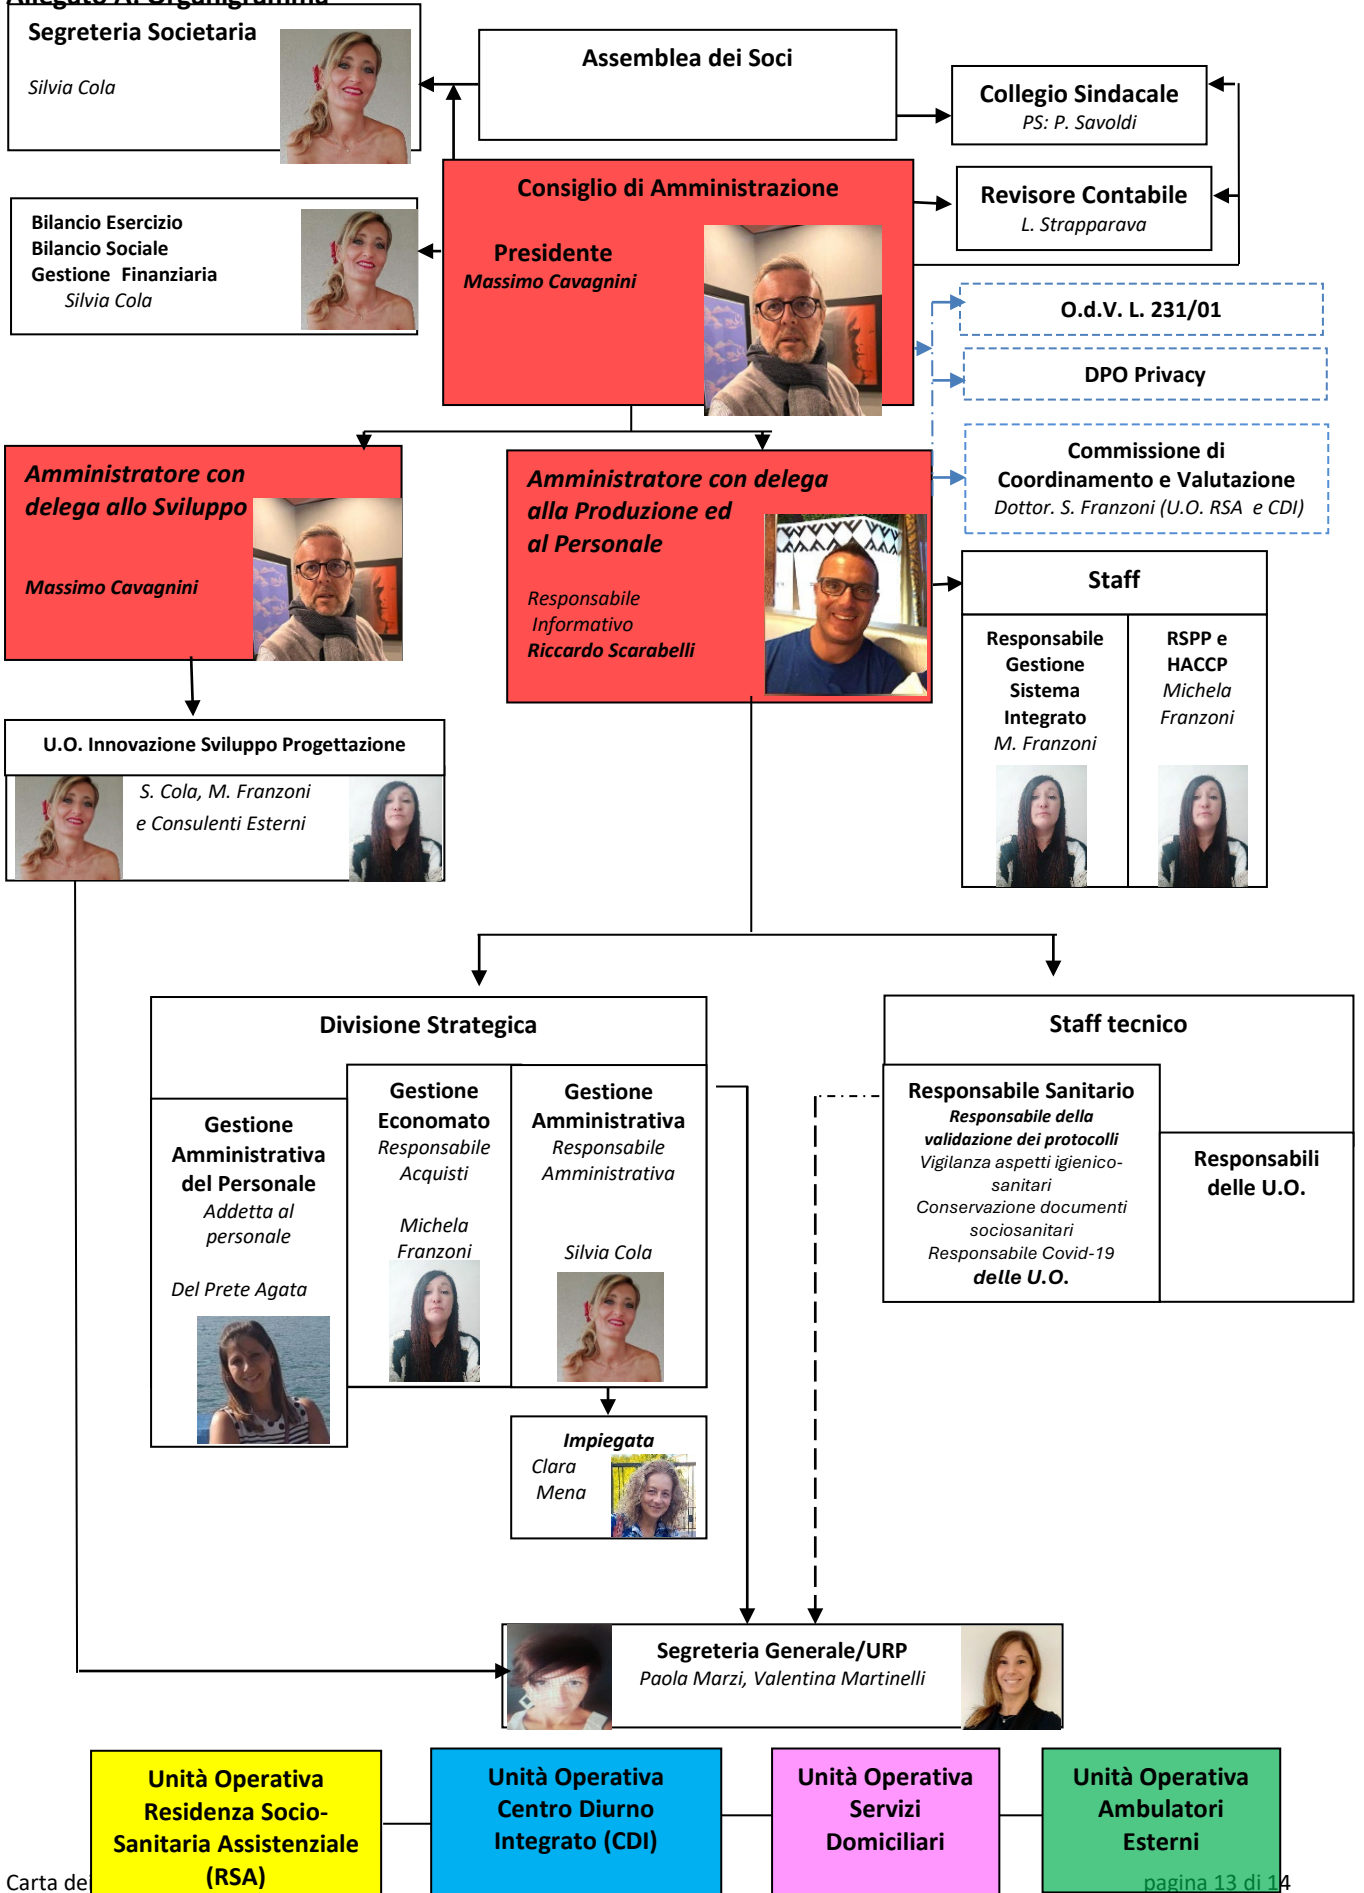 Allegato A: Organigramma
Segreteria Societaria
Silvia Cola
Assemblea dei Soci
Collegio Sindacale
PS: P. Savoldi
Consiglio di Amministrazione
Presidente
Massimo Cavagnini
Revisore Contabile
L. Strapparava
Bilancio Esercizio
Bilancio Sociale
Gestione Finanziaria
Silvia Cola
O.d.V. L. 231/01
DPO Privacy
Commissione di
Coordinamento e Valutazione
Dottor. S. Franzoni (U.O. RSA e CDI)
Amministratore con
delega allo Sviluppo
Massimo Cavagnini
Amministratore con delega
alla Produzione ed
al Personale
Responsabile
Informativo
Riccardo Scarabelli
Staff
Responsabile
Gestione
Sistema
Integrato
M. Franzoni
RSPP e
HACCP
Michela
Franzoni
U.O. Innovazione Sviluppo Progettazione
S. Cola, M. Franzoni
e Consulenti Esterni
Divisione Strategica
Gestione
Amministrativa
del Personale
Addetta al
personale
Del Prete Agata
Gestione
Economato
Responsabile
Acquisti
Michela
Franzoni
Gestione
Amministrativa
Responsabile
Amministrativa
Silvia Cola
Impiegata
Clara
Mena
Staff tecnico
Responsabile Sanitario
Responsabile della
validazione dei protocolli
Vigilanza aspetti igienico-
sanitari
Conservazione documenti
sociosanitari
Responsabile Covid-19
delle U.O.
Responsabili
delle U.O.
Segreteria Generale/URP
Paola Marzi, Valentina Martinelli
Unità Operativa
Residenza Socio-
Sanitaria Assistenziale
(RSA)
Unità Operativa
Centro Diurno
Integrato (CDI)
Unità Operativa
Servizi
Domiciliari
Unità Operativa
Ambulatori
Esterni
Carta dei
pagina 13 di 14